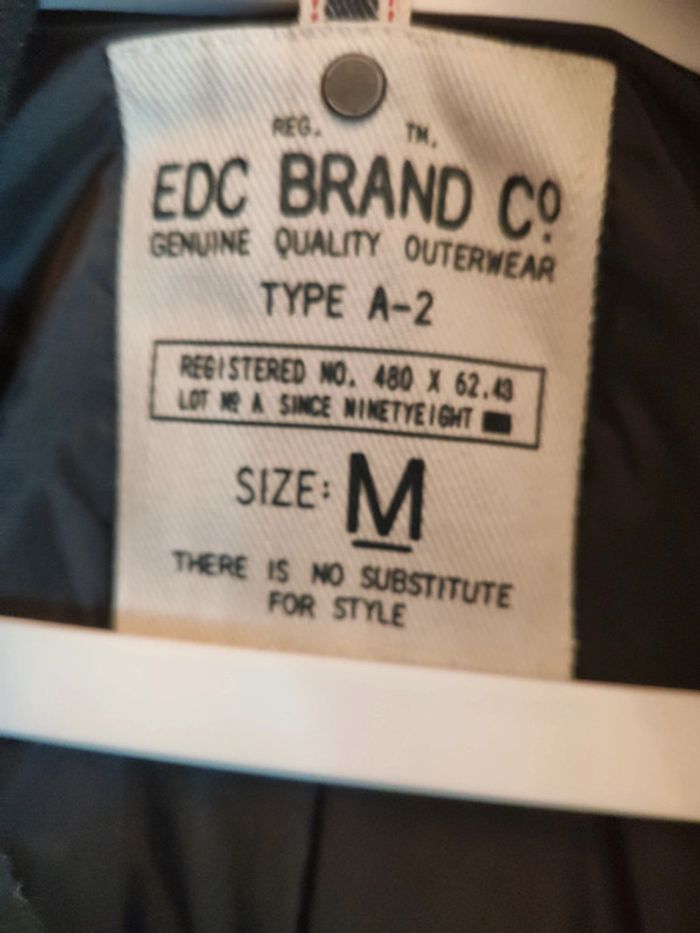 REG. TM.
EDC BRAND Cº.
GENUINE QUALITY OUTERWEAR
TYPE A-2
REGISTERED NO. 480 X 62.43
LOT Nº A SINCE NINETYEIGHT
SIZE: M
THERE IS NO SUBSTITUTE
FOR STYLE